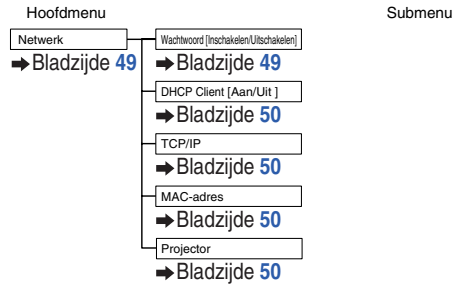 Hoofdmenu Submenu
Netwerk Wachtwoord [Inschakelen/Uitschakelen]
➡Bladzijde 49 ➡Bladzijde 49
DHCP Client [Aan/Uit ]
➡Bladzijde 50
TCP/IP
➡Bladzijde 50
MAC-adres
➡Bladzijde 50
Projector
➡Bladzijde 50